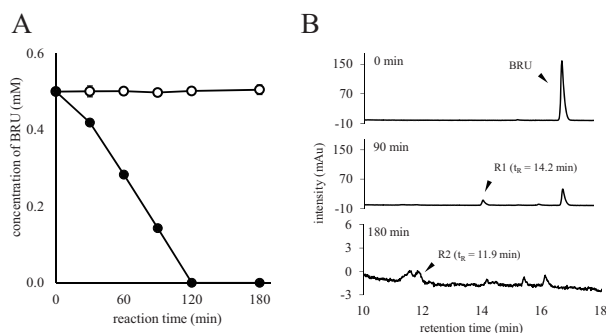 A
0.6
0.4
0.2
0.0
0
60
120
180
concentration of BRU (mM)
reaction time (min)
B
0 min
BRU
150
70
-10
90 min
R1 (tR = 14.2 min)
150
70
-10
180 min
R2 (tR = 11.9 min)
6
3
0
-3
10
12
14
16
18
intensity (mAu)
retention time (min)